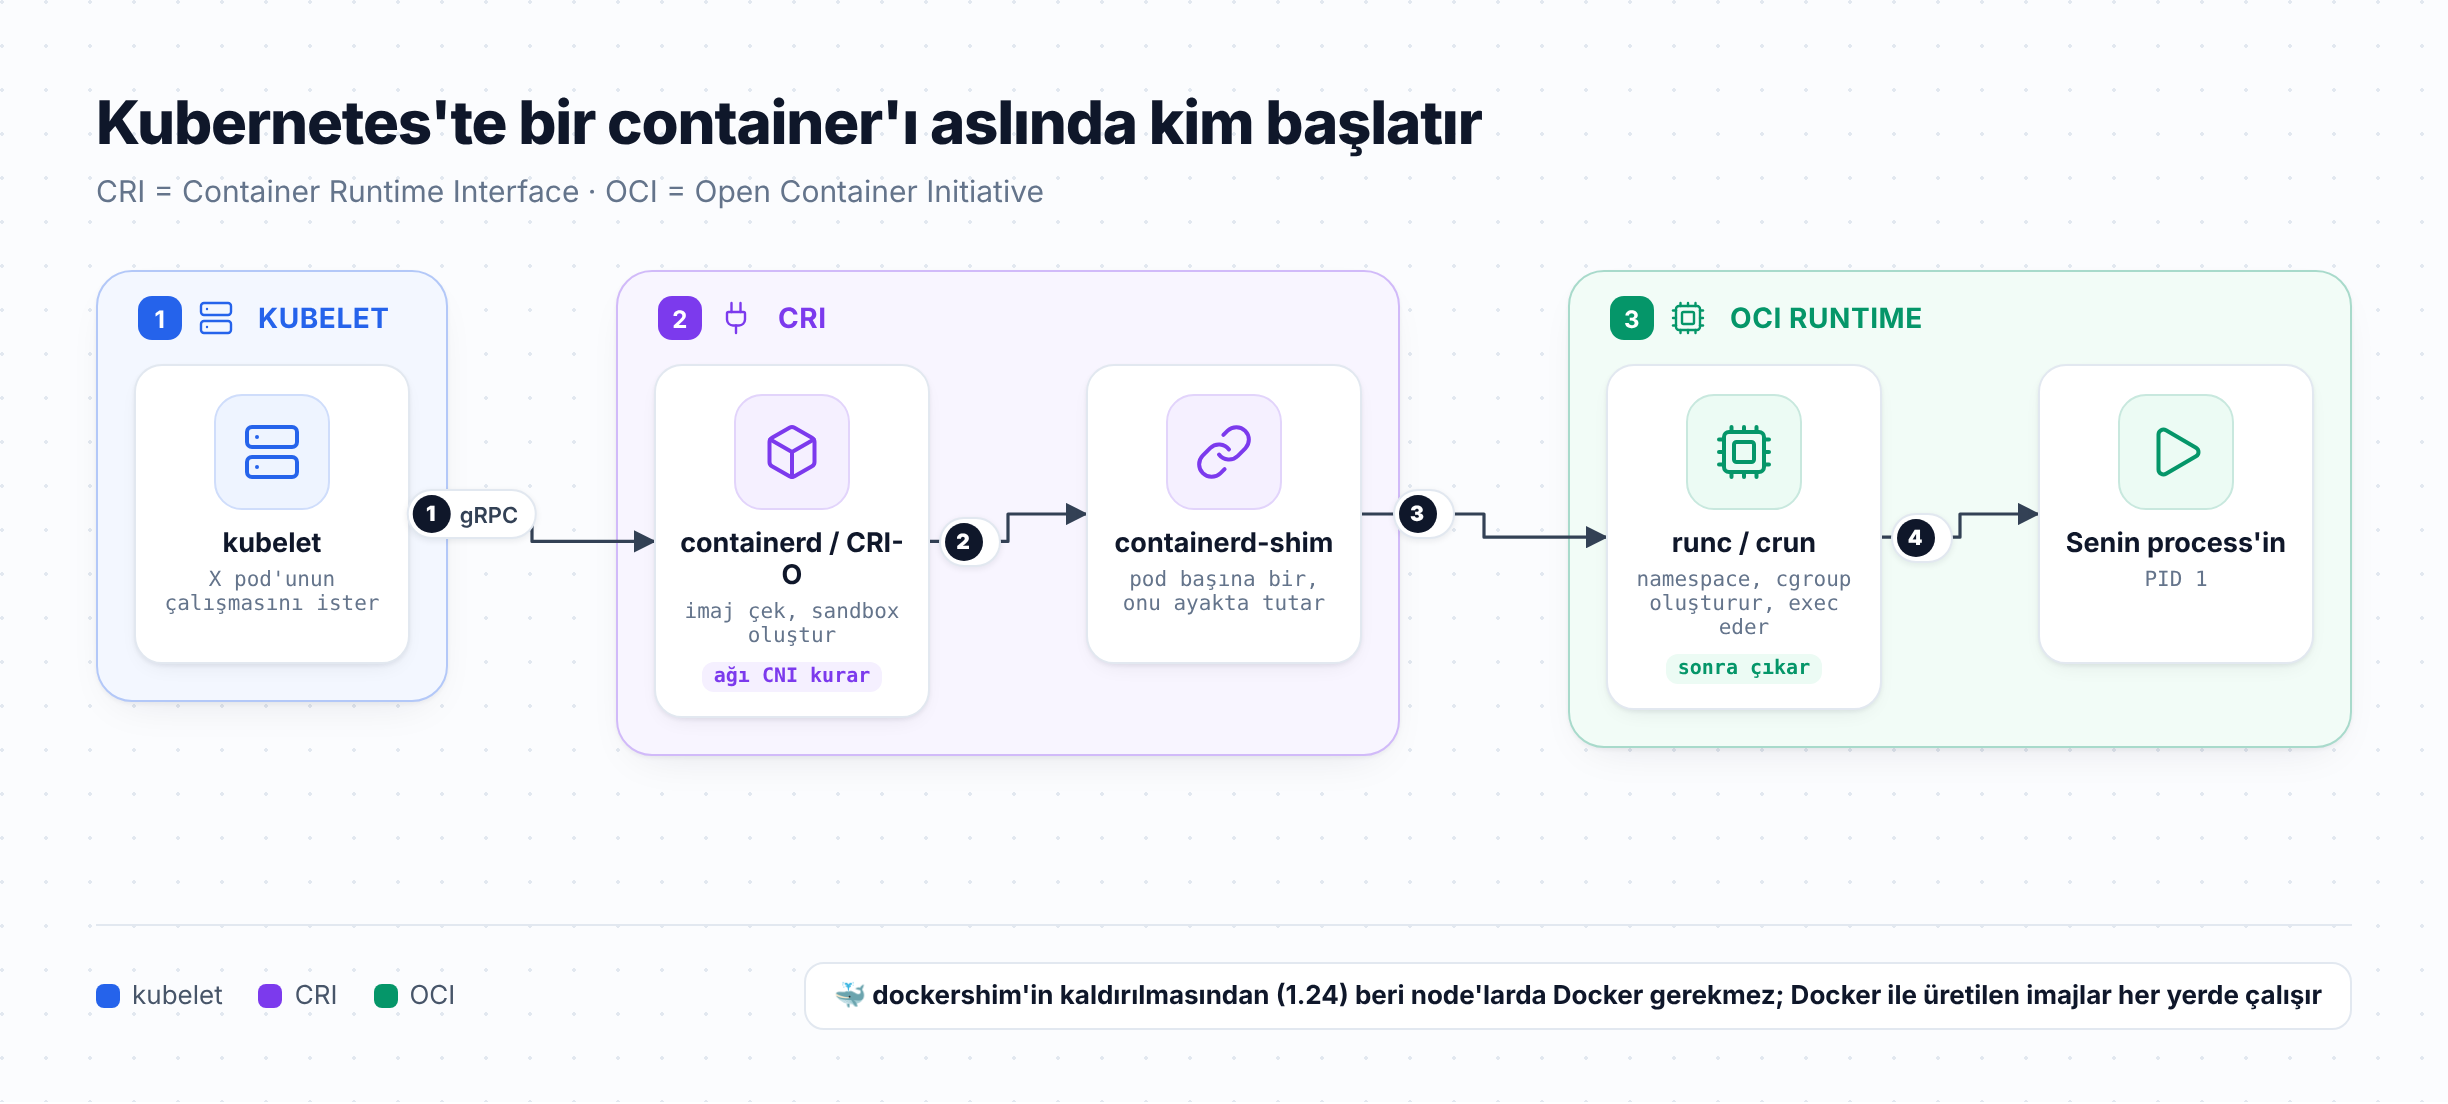 Kubernetes'te bir container'ı aslında kim başlatır
CRI = Container Runtime Interface · OCI = Open Container Initiative
1 KUBELET
kubelet
X pod'unun
çalışmasını ister
1 gRPC
2 CRI
containerd / CRI-
O
imaj çek, sandbox
oluştur
ağı CNI kurar
2
containerd-shim
pod başına bir,
onu ayakta tutar
3
3 OCI RUNTIME
runc / crun
namespace, cgroup
oluşturur, exec
eder
sonra çıkar
4
Senin process'in
PID 1
kubelet CRI OCI
🐳 dockershim'in kaldırılmasından (1.24) beri node'larda Docker gerekmez; Docker ile üretilen imajlar her yerde çalışır